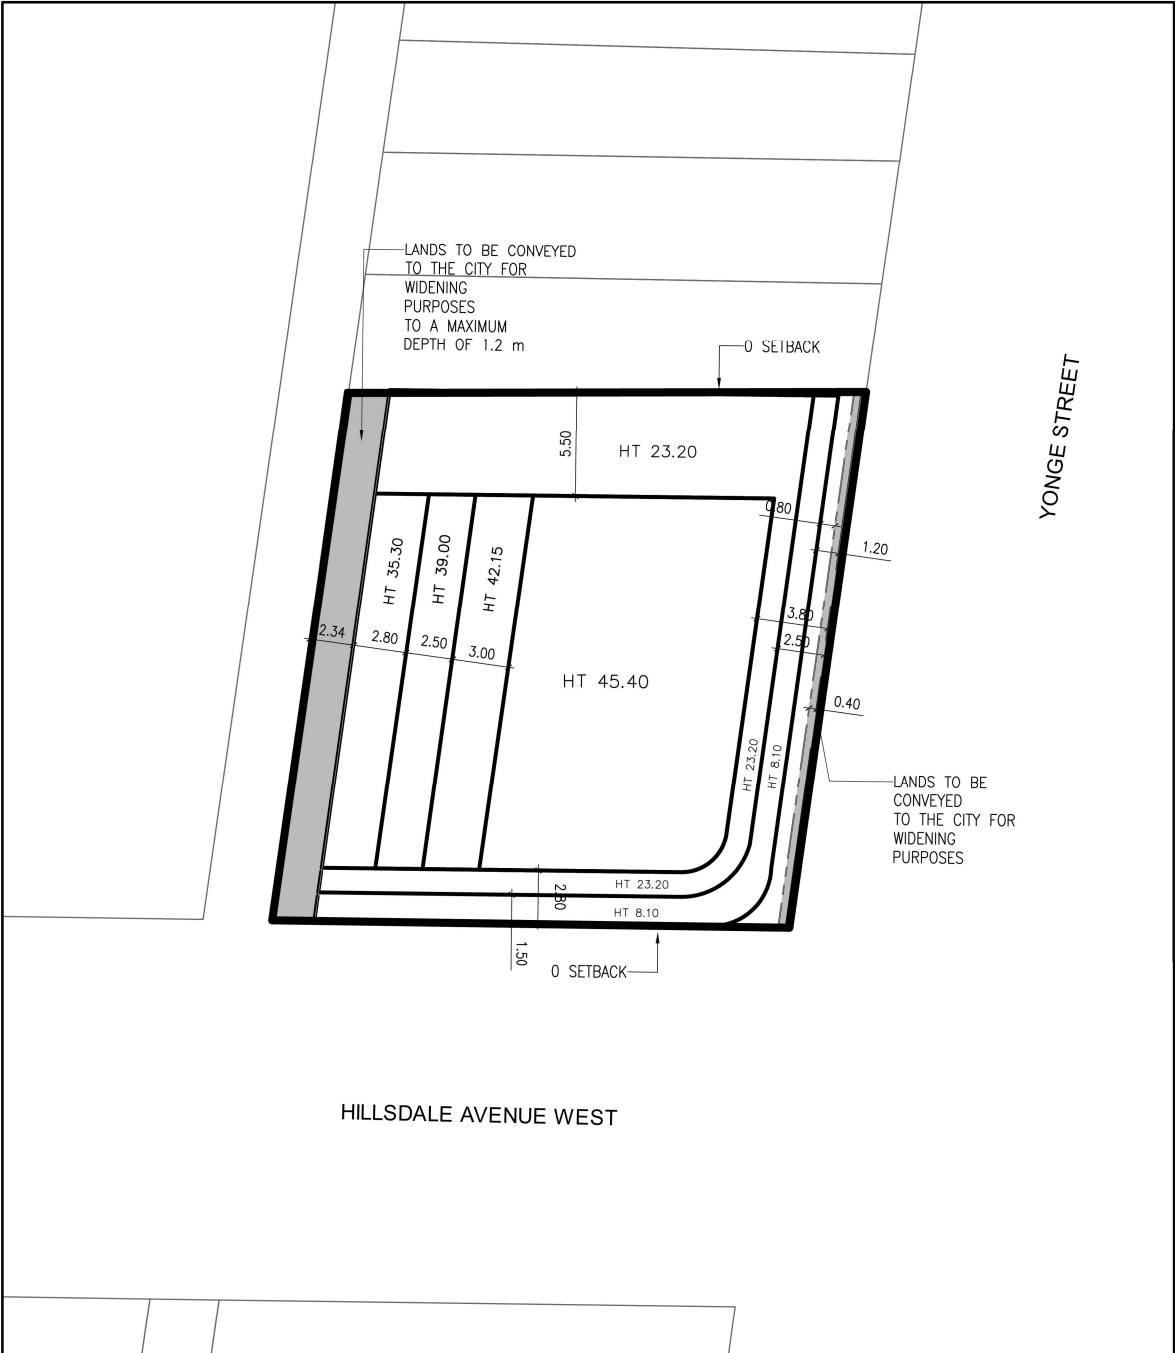 LANDS TO BE CONVEYED
TO THE CITY FOR
WIDENING
PURPOSES
TO A MAXIMUM
DEPTH OF 1.2 m
0 SETBACK
YONGE STREET
5.50
HT 23.20
0.80
1.20
HT 35.30
HT 39.00
HT 42.15
3.80
2.50
2.34
2.80
2.50
3.00
HT 45.40
0.40
HT 23.20
HT 8.10
LANDS TO BE
CONVEYED
TO THE CITY FOR
WIDENING
PURPOSES
2.80
HT 23.20
HT 8.10
1.50
0 SETBACK
HILLSDALE AVENUE WEST